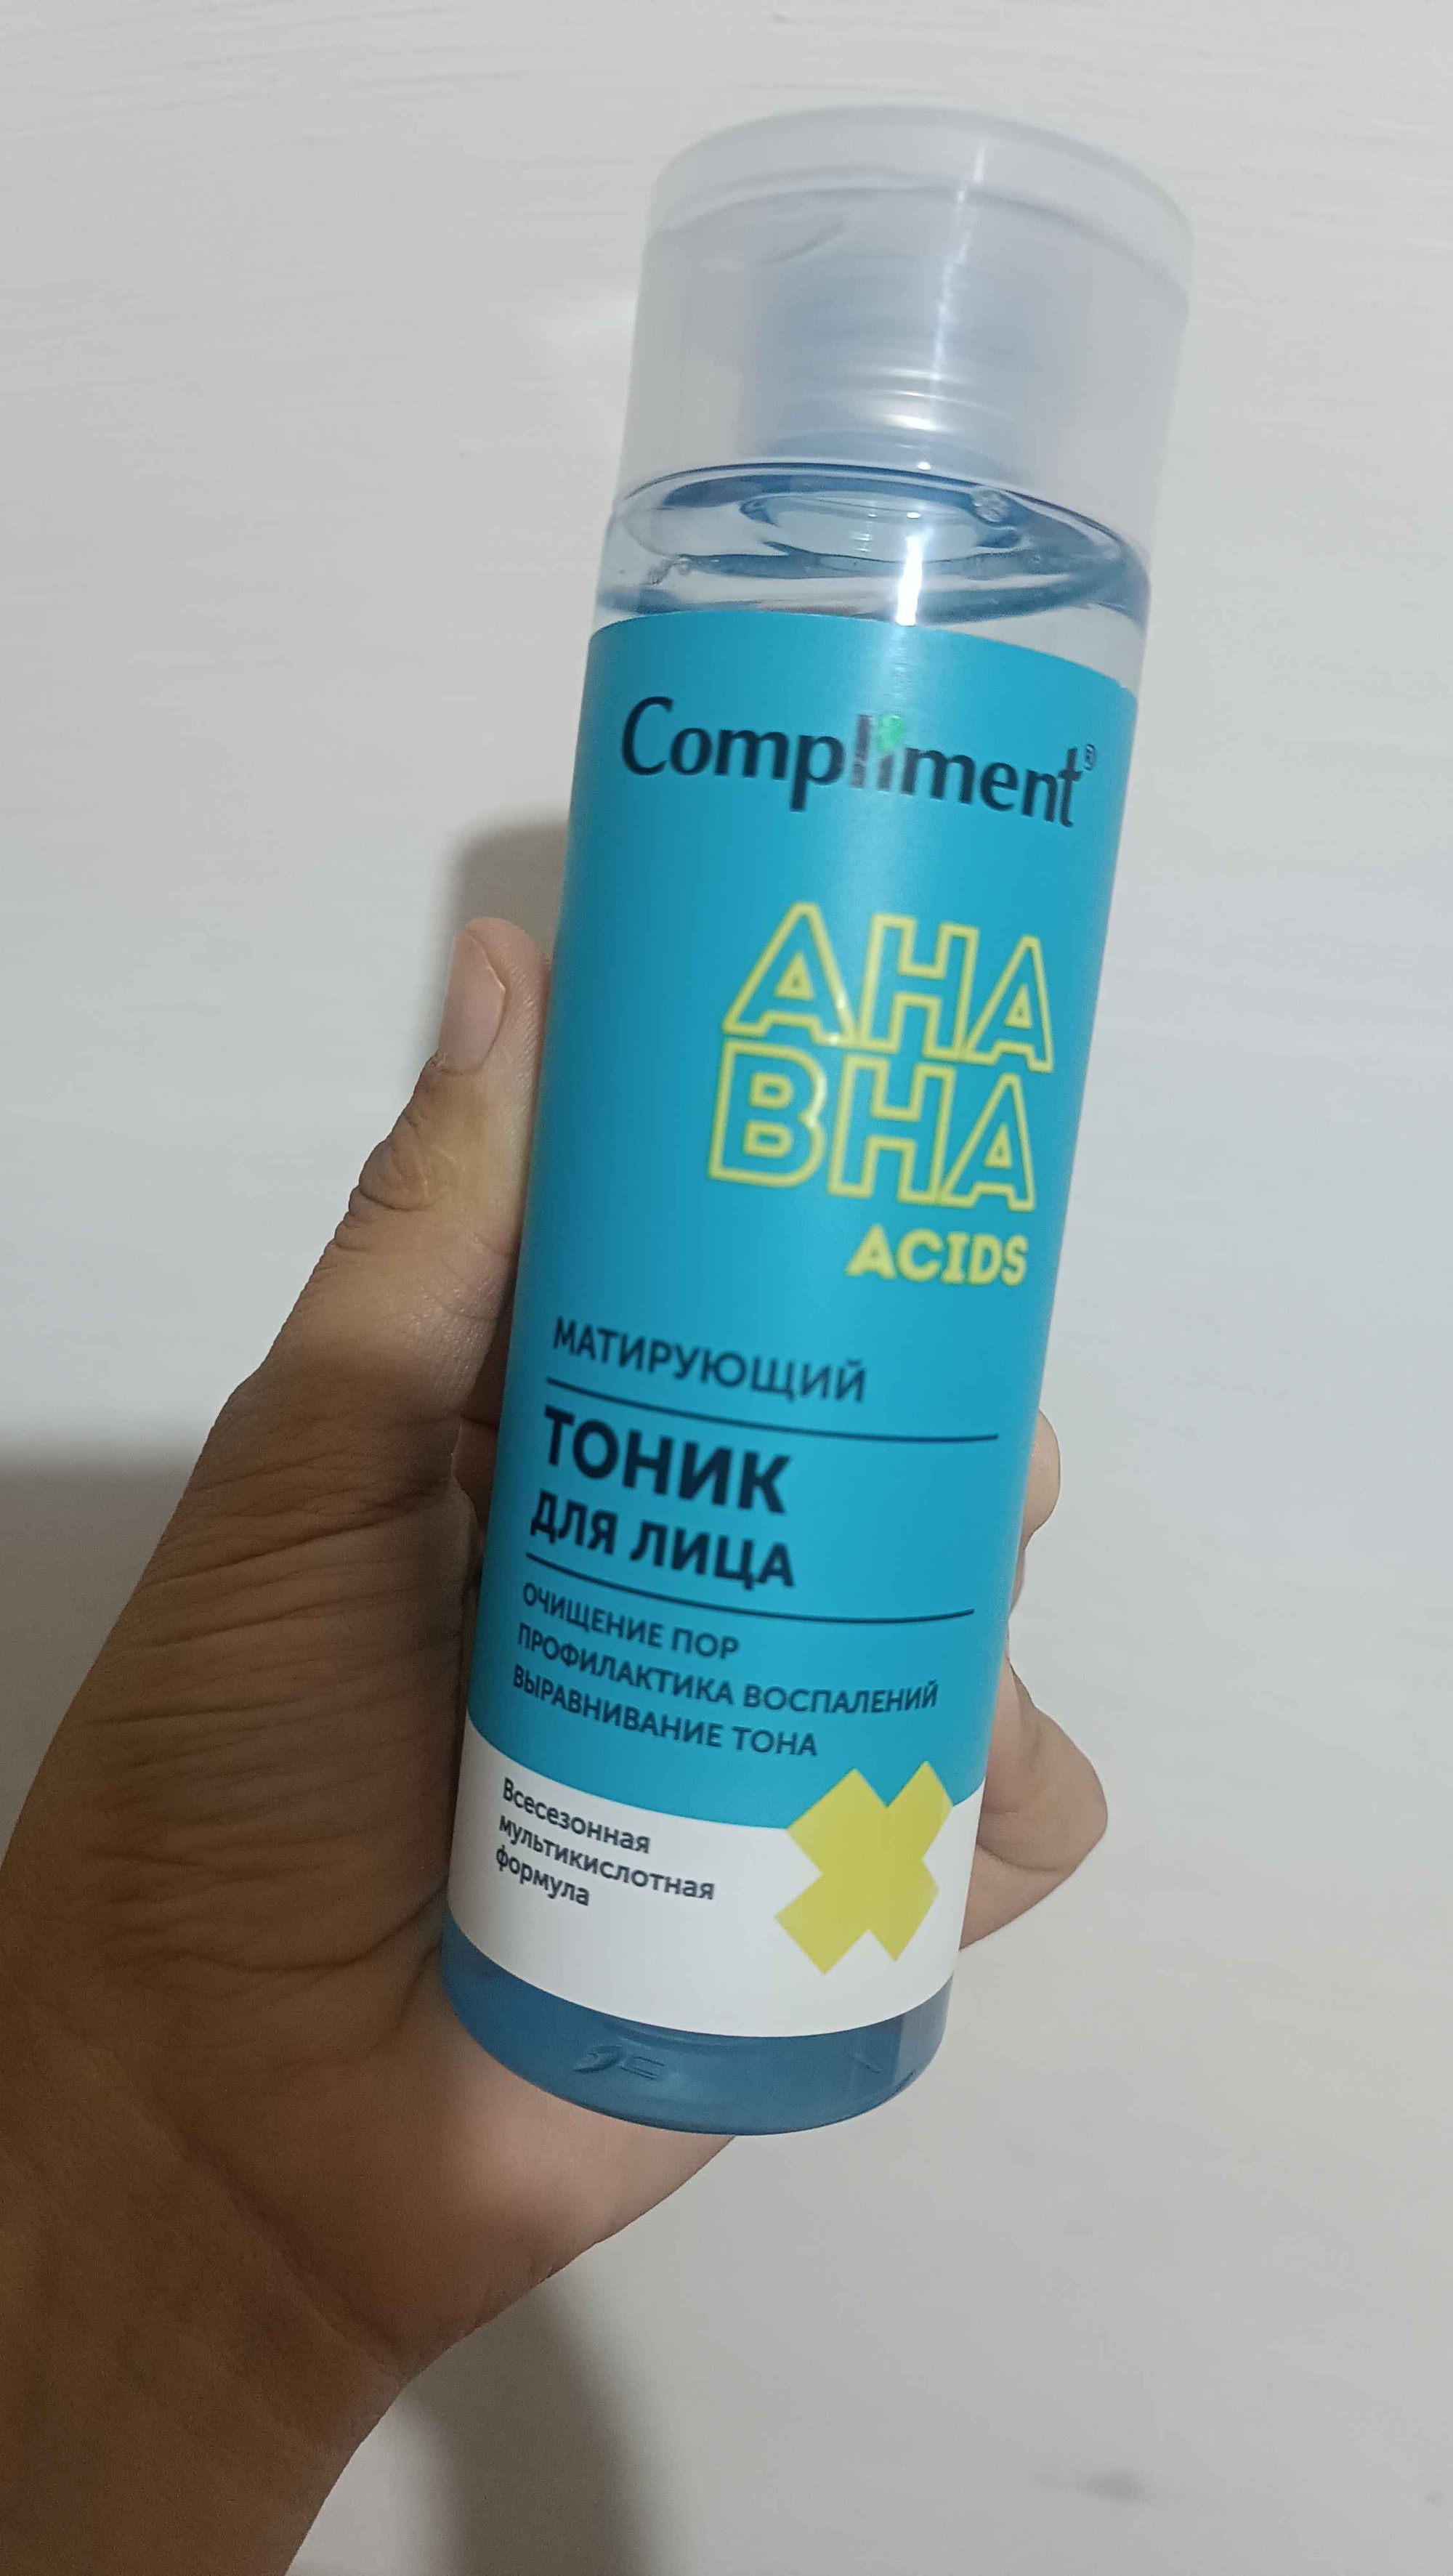 Compliment®
AHA
BHA
ACIDS
МАТИРУЮЩИЙ
ТОНИК
ДЛЯ ЛИЦА
ОЧИЩЕНИЕ ПОР
ПРОФИЛАКТИКА ВОСПАЛЕНИЙ
ВЫРАВНИВАНИЕ ТОНА
Всесезонная
мультикислотная
формула